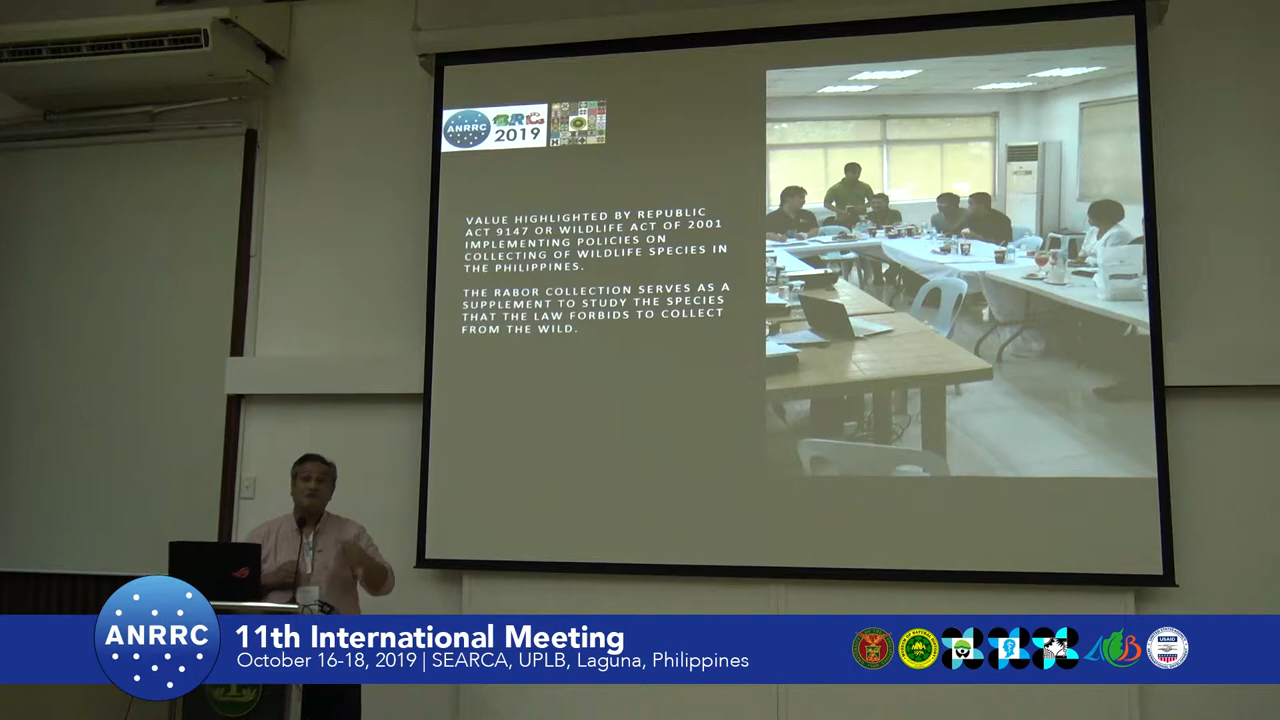 ANRRC
BRC
2019
VALUE HIGHLIGHTED BY REPUBLIC
ACT 9147 OR WILDLIFE ACT OF 2001
IMPLEMENTING POLICIES ON
COLLECTING OF WILDLIFE SPECIES IN
THE PHILIPPINES.
THE RABOR COLLECTION SERVES AS A
SUPPLEMENT TO STUDY THE SPECIES
THAT THE LAW FORBIDS TO COLLECT
FROM THE WILD.
ANRRC
11th International Meeting
October 16-18, 2019 | SEARCA, UPLB, Laguna, Philippines
USAID